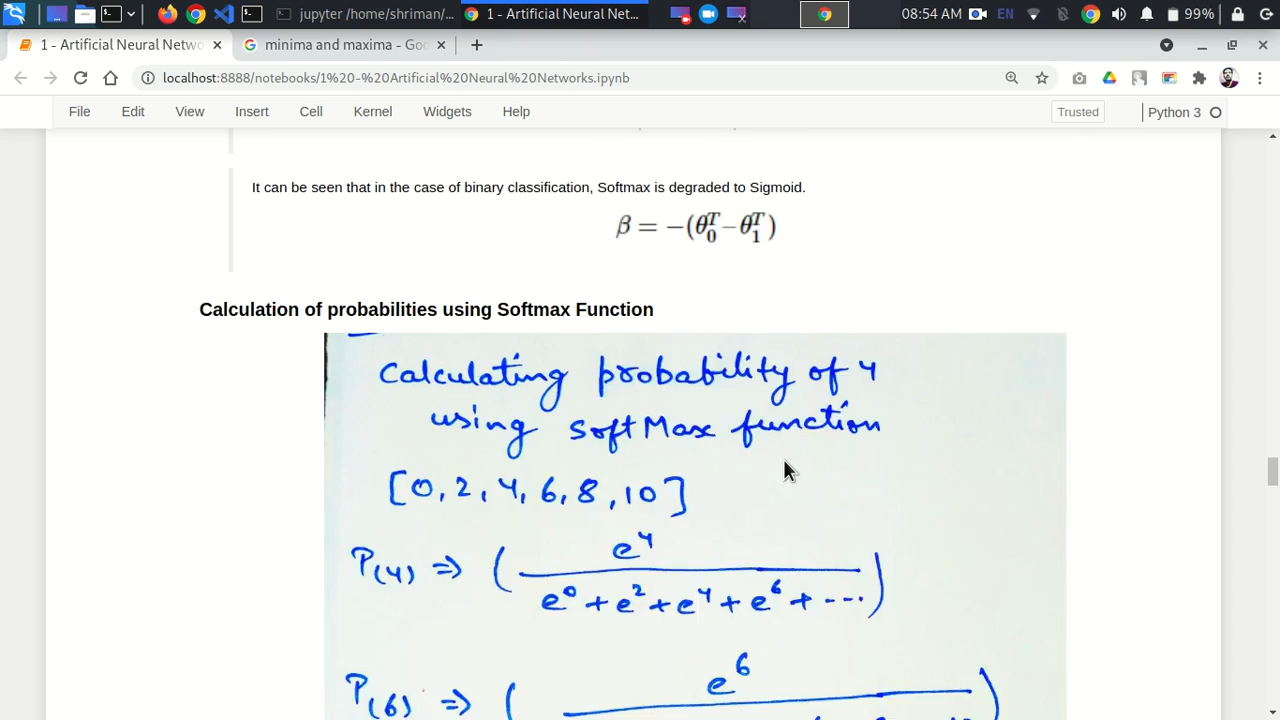 jupyter /home/shriman/...
1 - Artificial Neural Net...
08:54 AM
EN
99%
1 - Artificial Neural Netwo
minima and maxima - Goo
localhost:8888/notebooks/1%20-%20Artificial%20Neural%20Networks.ipynb
File Edit View Insert Cell Kernel Widgets Help
Trusted
Python 3
It can be seen that in the case of binary classification, Softmax is degraded to Sigmoid.
β = −(θ₀ᵀ − θ₁ᵀ)
Calculation of probabilities using Softmax Function
Calculating probability of 4
using SoftMax function
[0, 2, 4, 6, 8, 10]
P(4) => ( e⁴
e⁰ + e² + e⁴ + e⁶ + ---- )
P(6) => ( e⁶ )